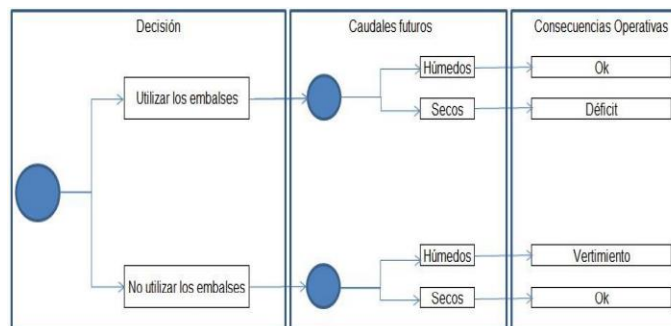 Decisión
Caudales futuros
Consecuencias Operativas
Húmedos
Ok
Utilizar los embalses
Secos
Déficit
Húmedos
Vertimiento
No utilizar los embalses
Secos
Ok